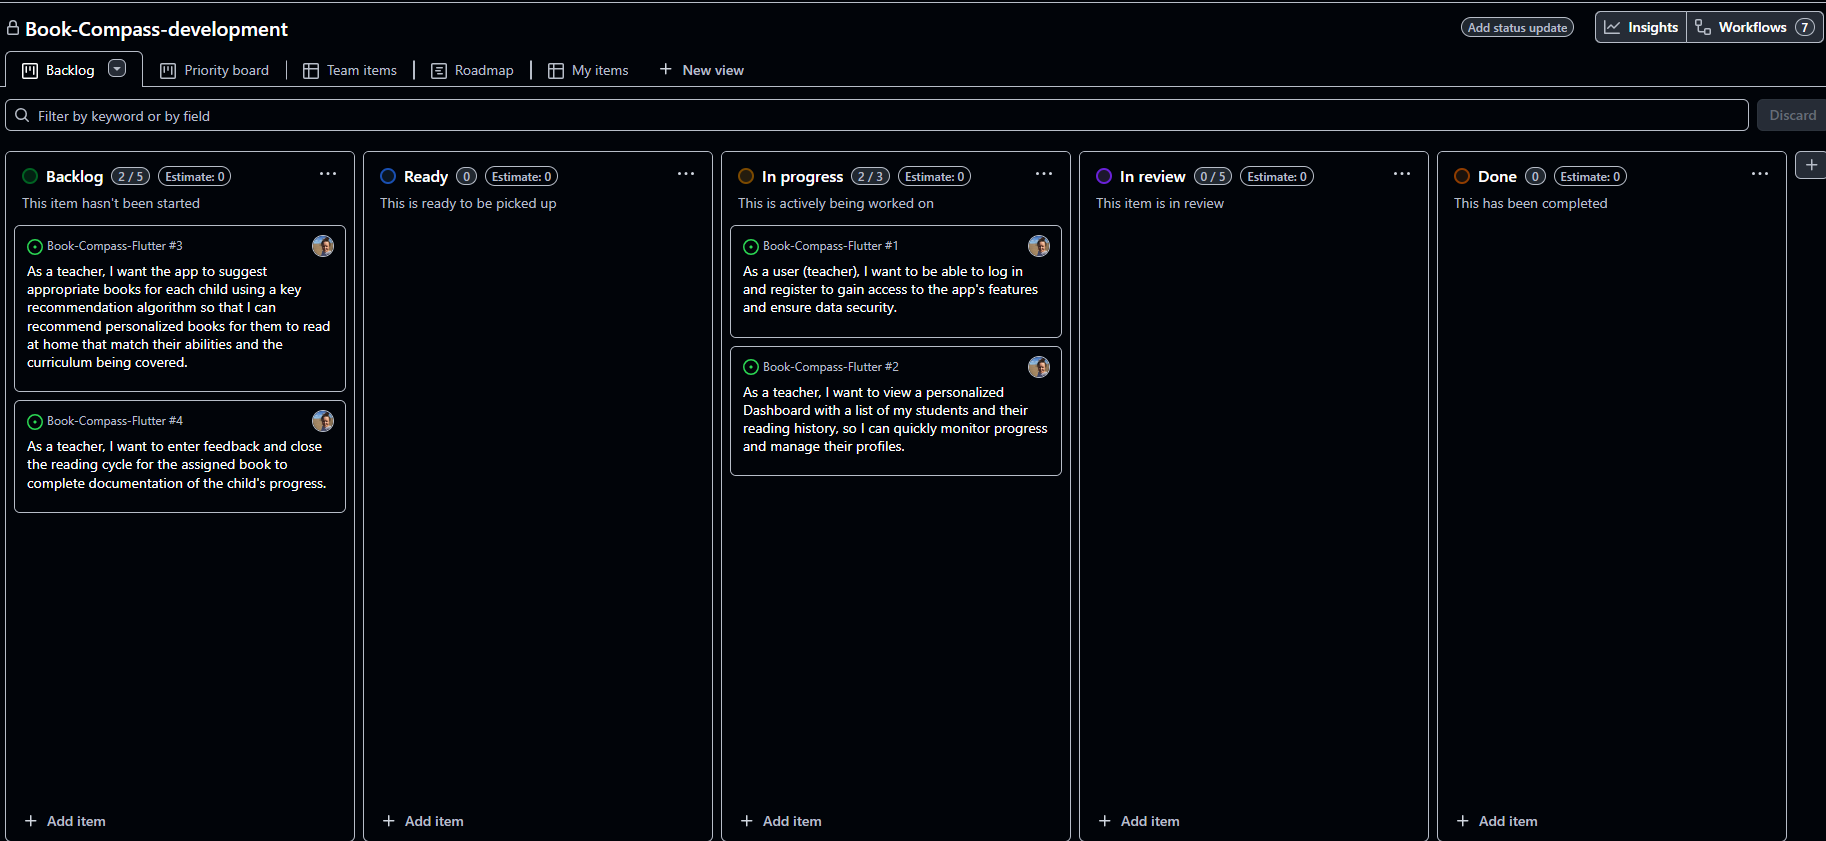 Book-Compass-development
Add status update
Insights
Workflows 7
Backlog
Priority board
Team items
Roadmap
My items
New view
Filter by keyword or by field
Discard
Backlog 2 / 5 Estimate: 0
This item hasn't been started
Book-Compass-Flutter #3
As a teacher, I want the app to suggest
appropriate books for each child using a key
recommendation algorithm so that I can
recommend personalized books for them to read
at home that match their abilities and the
curriculum being covered.
Book-Compass-Flutter #4
As a teacher, I want to enter feedback and close
the reading cycle for the assigned book to
complete documentation of the child's progress.
Add item
Ready 0 Estimate: 0
This is ready to be picked up
Add item
In progress 2 / 3 Estimate: 0
This is actively being worked on
Book-Compass-Flutter #1
As a user (teacher), I want to be able to log in
and register to gain access to the app's features
and ensure data security.
Book-Compass-Flutter #2
As a teacher, I want to view a personalized
Dashboard with a list of my students and their
reading history, so I can quickly monitor progress
and manage their profiles.
Add item
In review 0 / 5 Estimate: 0
This item is in review
Add item
Done 0 Estimate: 0
This has been completed
Add item